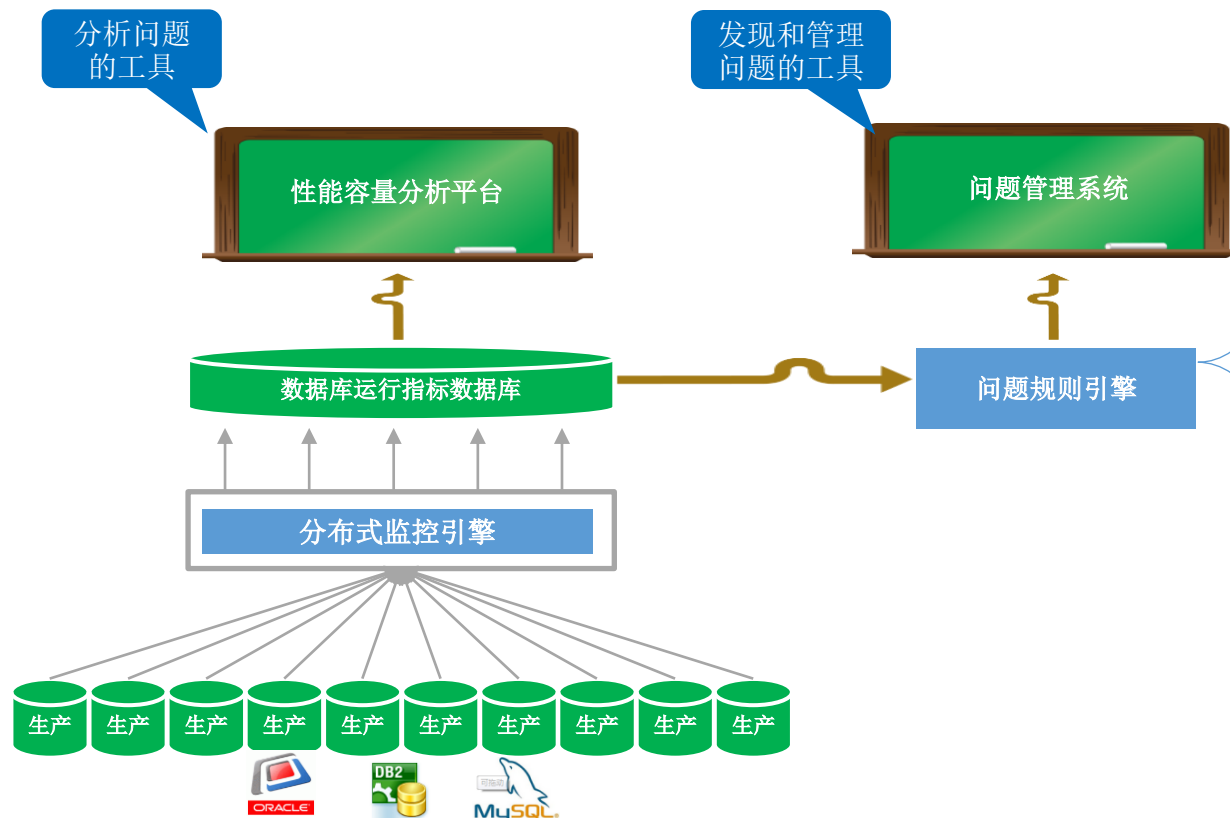 分析问题
的工具
发现和管理
问题的工具
性能容量分析平台
问题管理系统
数据库运行指标数据库
问题规则引擎
分布式监控引擎
生产
生产
生产
生产
生产
生产
生产
生产
生产
生产
ORACLE
DB2
可拖动
MySQL